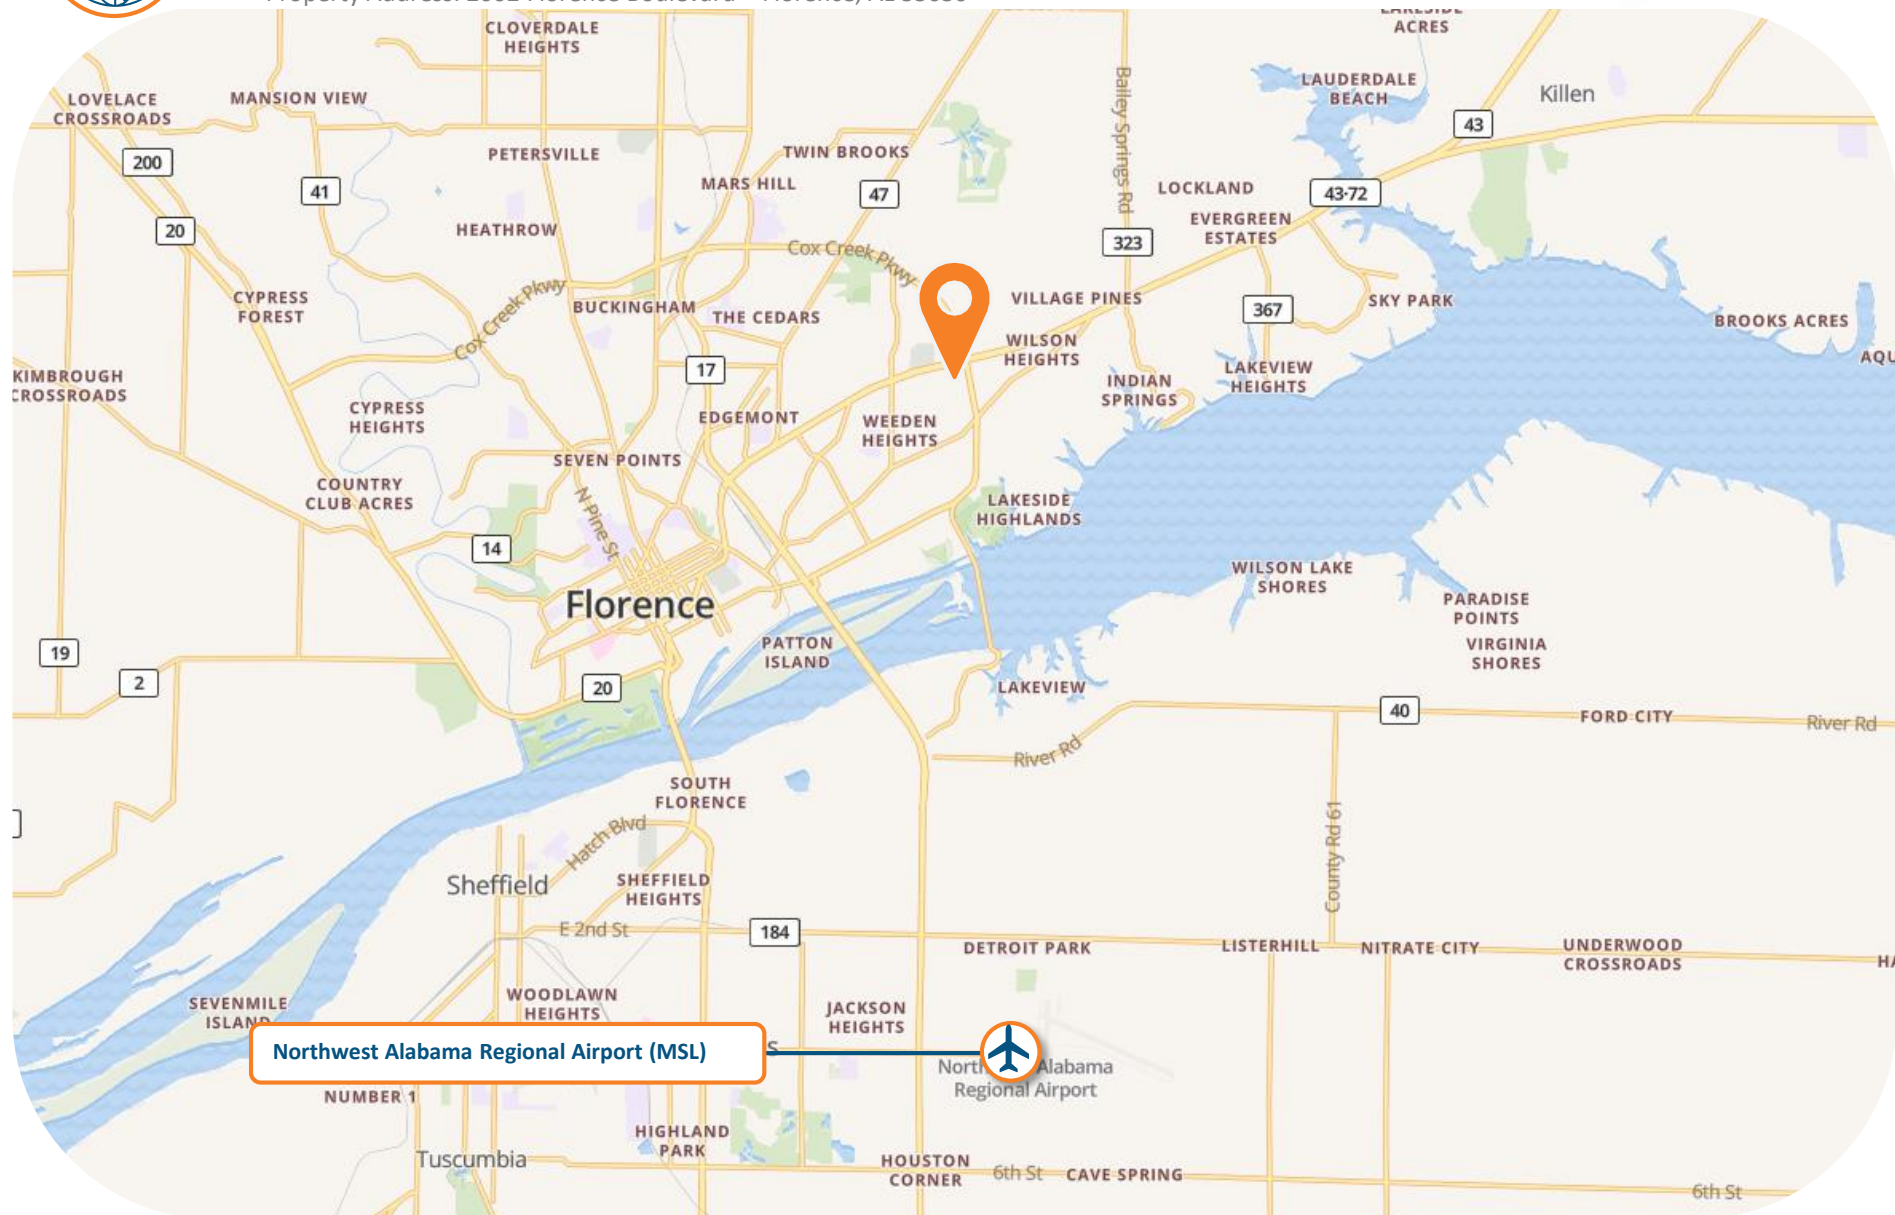 CLOVERDALE
HEIGHTS
ACRES
LOVELACE
CROSSROADS
MANSION VIEW
LAUDERDALE
BEACH
Killen
43
200
PETERSVILLE
TWIN BROOKS
Bailey Springs Rd
41
MARS HILL
47
LOCKLAND
43-72
20
HEATHROW
EVERGREEN
ESTATES
323
Cox Creek Pkwy
CYPRESS
FOREST
Cox Creek Pkwy
BUCKINGHAM
THE CEDARS
VILLAGE PINES
367
SKY PARK
BROOKS ACRES
WILSON
HEIGHTS
AQU
KIMBROUGH
CROSSROADS
17
INDIAN
SPRINGS
LAKEVIEW
HEIGHTS
CYPRESS
HEIGHTS
EDGEMONT
WEEDEN
HEIGHTS
SEVEN POINTS
COUNTRY
CLUB ACRES
N Pine St
LAKESIDE
HIGHLANDS
14
WILSON LAKE
SHORES
Florence
PARADISE
POINTS
19
PATTON
ISLAND
VIRGINIA
SHORES
2
20
LAKEVIEW
40
FORD CITY
River Rd
River Rd
SOUTH
FLORENCE
Hatch Blvd
County Rd 61
Sheffield
SHEFFIELD
HEIGHTS
E 2nd St
184
DETROIT PARK
LISTERHILL
NITRATE CITY
UNDERWOOD
CROSSROADS
HA
SEVENMILE
ISLAND
WOODLAWN
HEIGHTS
JACKSON
HEIGHTS
Northwest Alabama Regional Airport (MSL)
S
Alabama
Regional Airport
NUMBER 1
HIGHLAND
PARK
Tuscumbia
HOUSTON
CORNER
6th St
CAVE SPRING
6th St